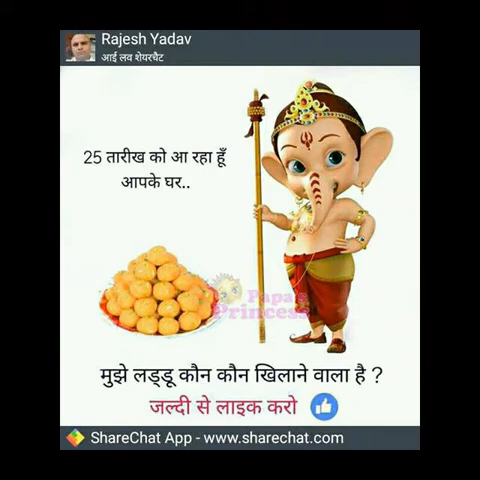 Rajesh Yadav
आई लव शेयरचैट
25 तारीख को आ रहा हूँ
आपके घर..
Papa's
Princess
मुझे लड्डू कौन कौन खिलाने वाला है ?
जल्दी से लाइक करो
ShareChat App - www.sharechat.com